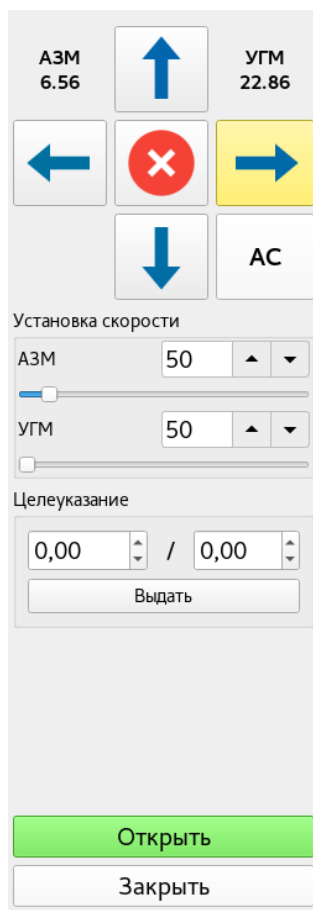 АЗМ
6.56
УГМ
22.86
АС
Установка скорости
АЗМ 50
УГМ 50
Целеуказание
0,00 / 0,00
Выдать
Открыть
Закрыть